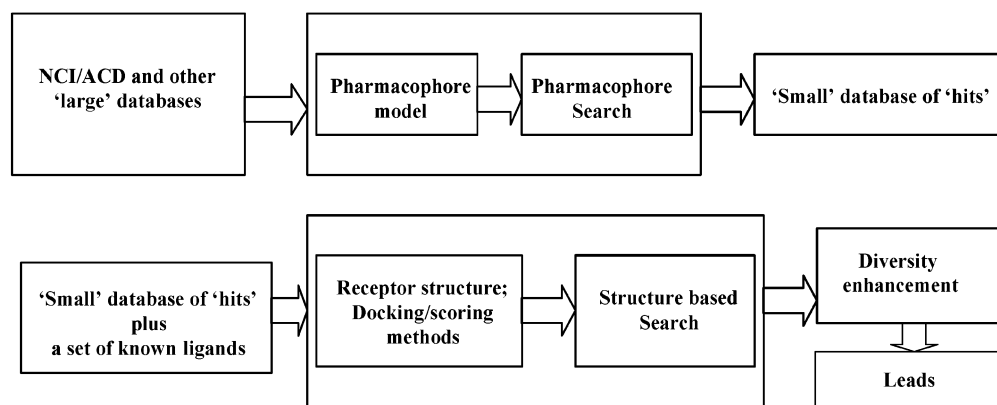 NCI/ACD and other
‘large’ databases
Pharmacophore
model
Pharmacophore
Search
‘Small’ database of ‘hits’
‘Small’ database of ‘hits’
plus
a set of known ligands
Receptor structure;
Docking/scoring
methods
Structure based
Search
Diversity
enhancement
Leads